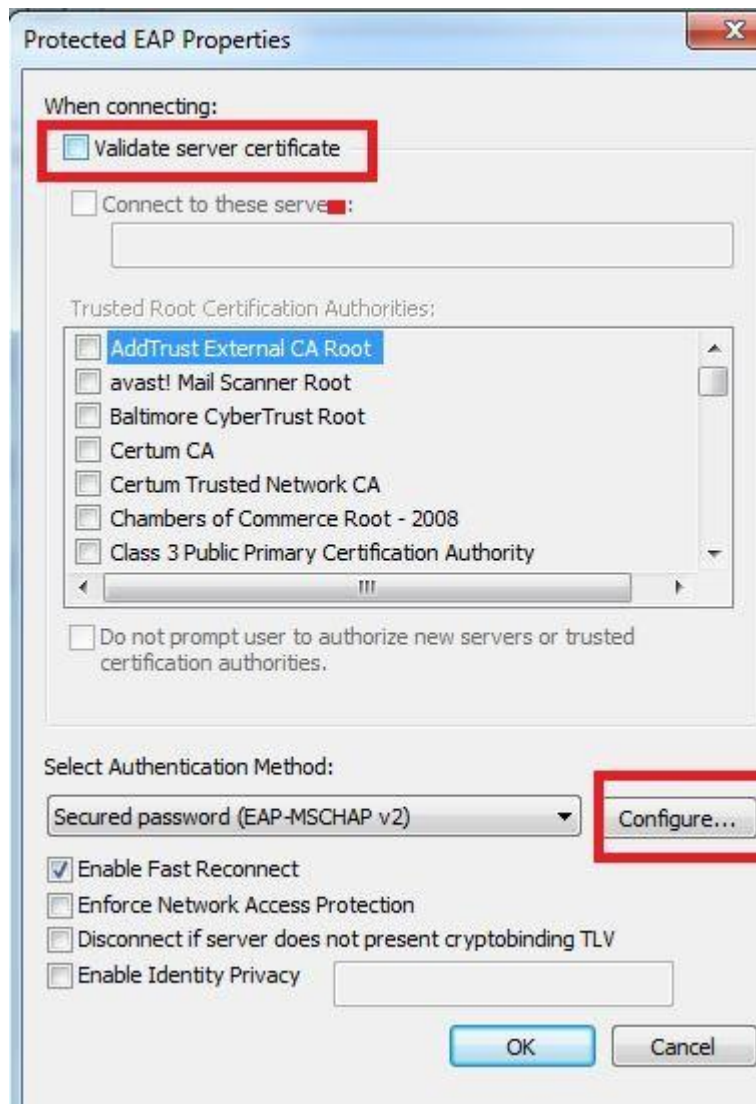 Protected EAP Properties
When connecting:
Validate server certificate
Connect to these :
Trusted Root Certification Authorities:
AddTrust External CA Root
avast! Mail Scanner Root
Baltimore CyberTrust Root
Certum CA
Certum Trusted Network CA
Chambers of Commerce Root - 2008
Class 3 Public Primary Certification Authority
Do not prompt user to authorize new servers or trusted
certification authorities.
Select Authentication Method:
Secured password (EAP-MSCHAP v2)
Configure...
Enable Fast Reconnect
Enforce Network Access Protection
Disconnect if server does not present cryptobinding TLV
Enable Identity Privacy
OK
Cancel